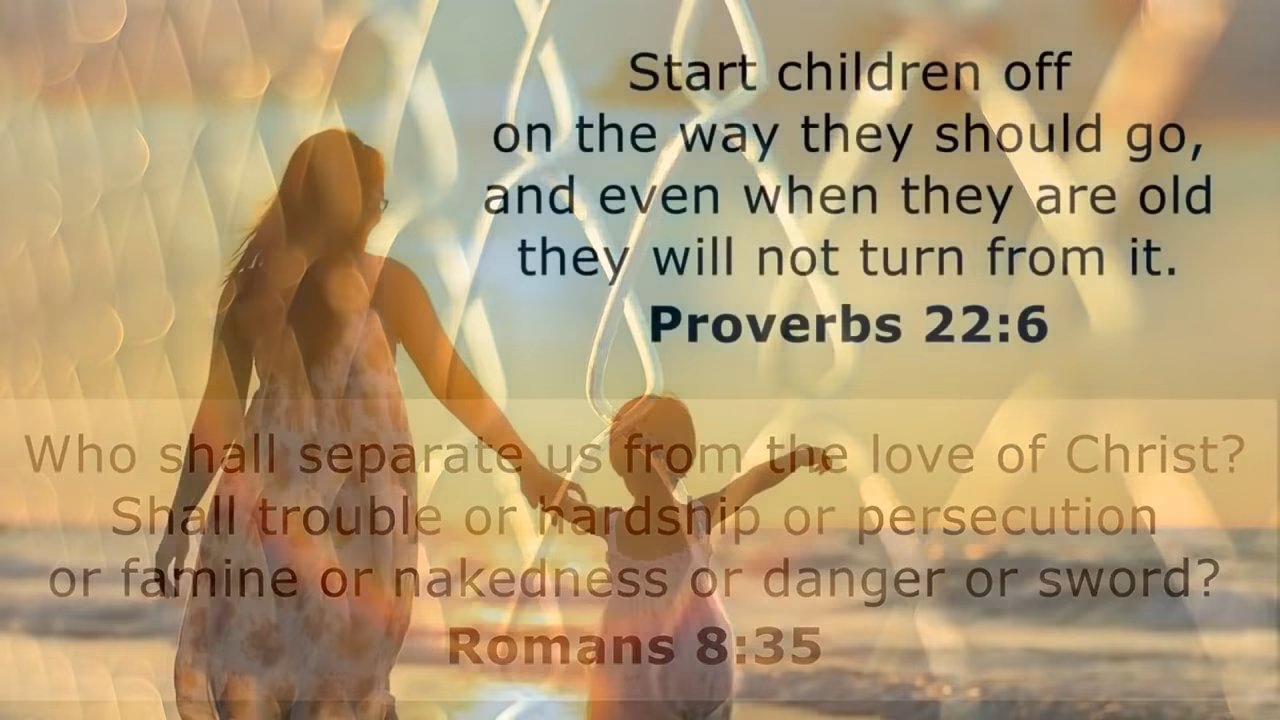 Start children off
on the way they should go,
and even when they are old
they will not turn from it.
Proverbs 22:6
Who shall separate us from the love of Christ?
Shall trouble or hardship or persecution
or famine or nakedness or danger or sword?
Romans 8:35